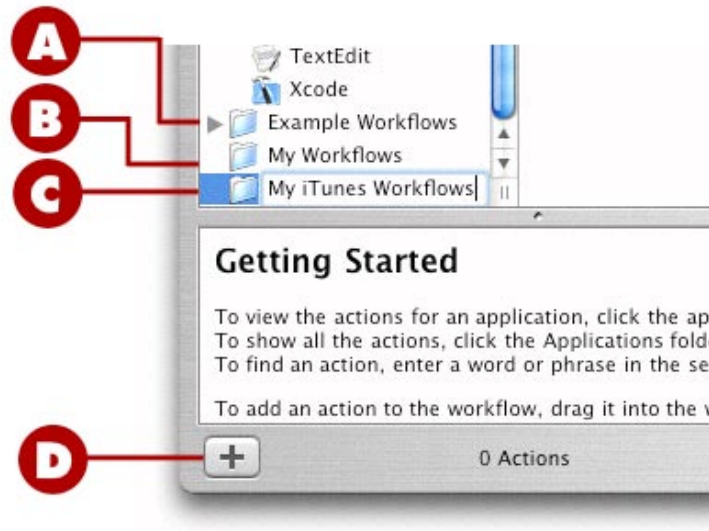 TextEdit
Xcode
A
Example Workflows
B
My Workflows
C
My iTunes Workflows
Getting Started
To view the actions for an application, click the ap
To show all the actions, click the Applications fold
To find an action, enter a word or phrase in the se
To add an action to the workflow, drag it into the
D
0 Actions